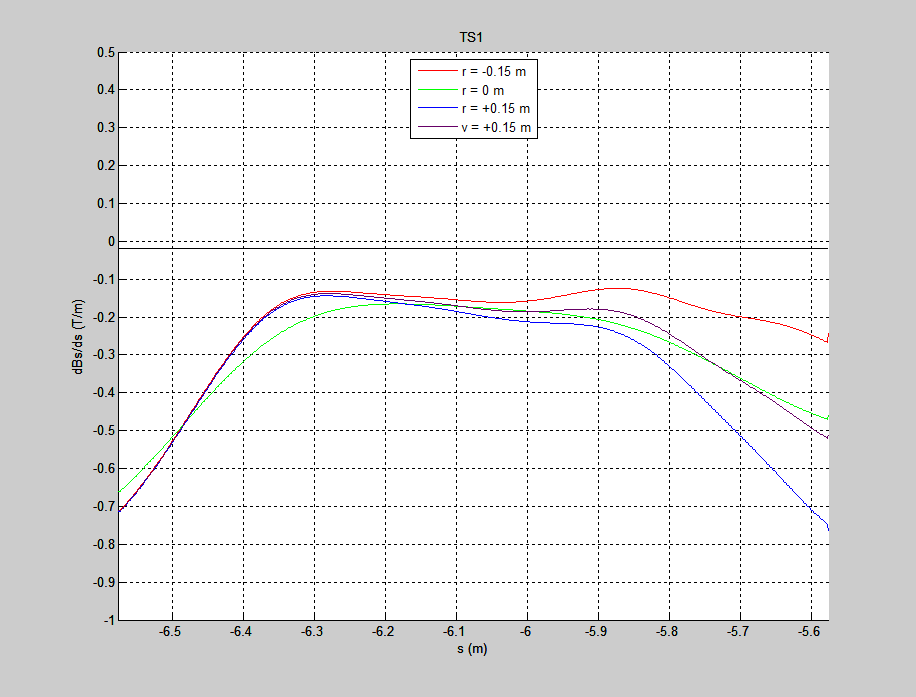 TS1
r = -0.15 m
r = 0 m
r = +0.15 m
v = +0.15 m
dBs/ds (T/m)
0.5
0.4
0.3
0.2
0.1
0
-0.1
-0.2
-0.3
-0.4
-0.5
-0.6
-0.7
-0.8
-0.9
-1
-6.5 -6.4 -6.3 -6.2 -6.1 -6 -5.9 -5.8 -5.7 -5.6
s (m)